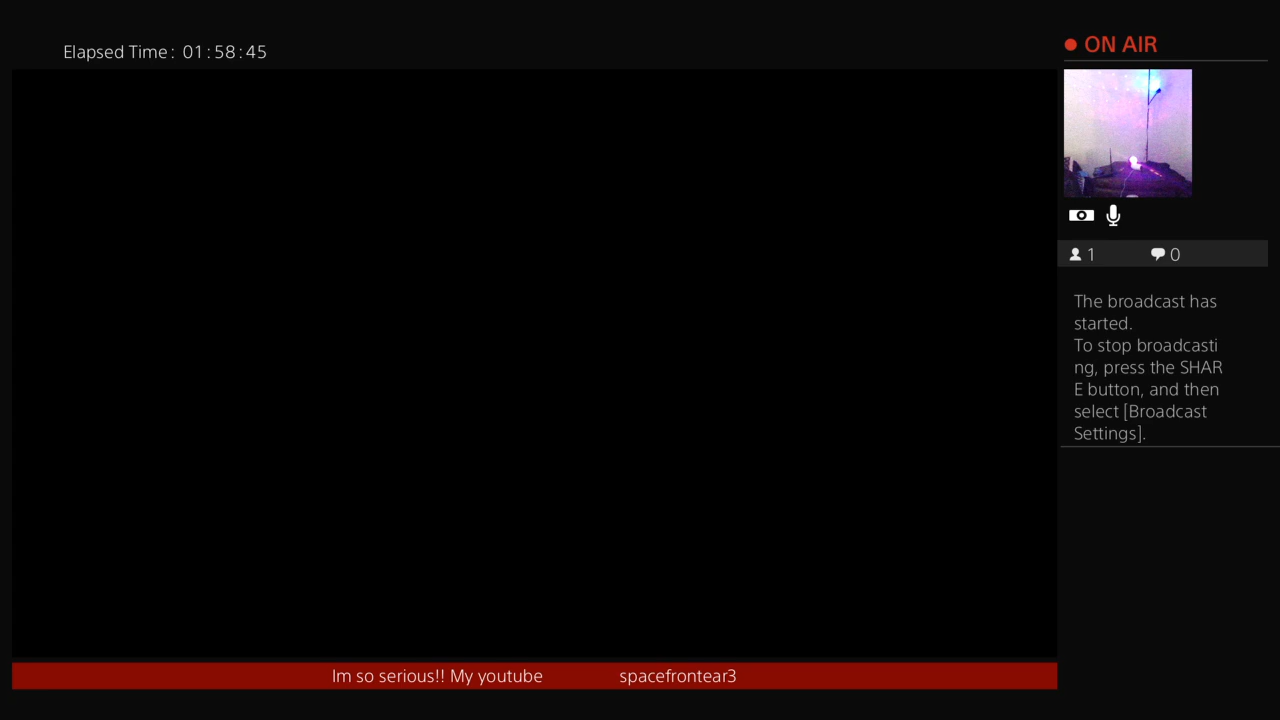 Elapsed Time: 01:58:45
ON AIR
1 0
The broadcast has
started.
To stop broadcasti
ng, press the SHAR
E button, and then
select [Broadcast
Settings].
Im so serious!! My youtube spacefrontear3